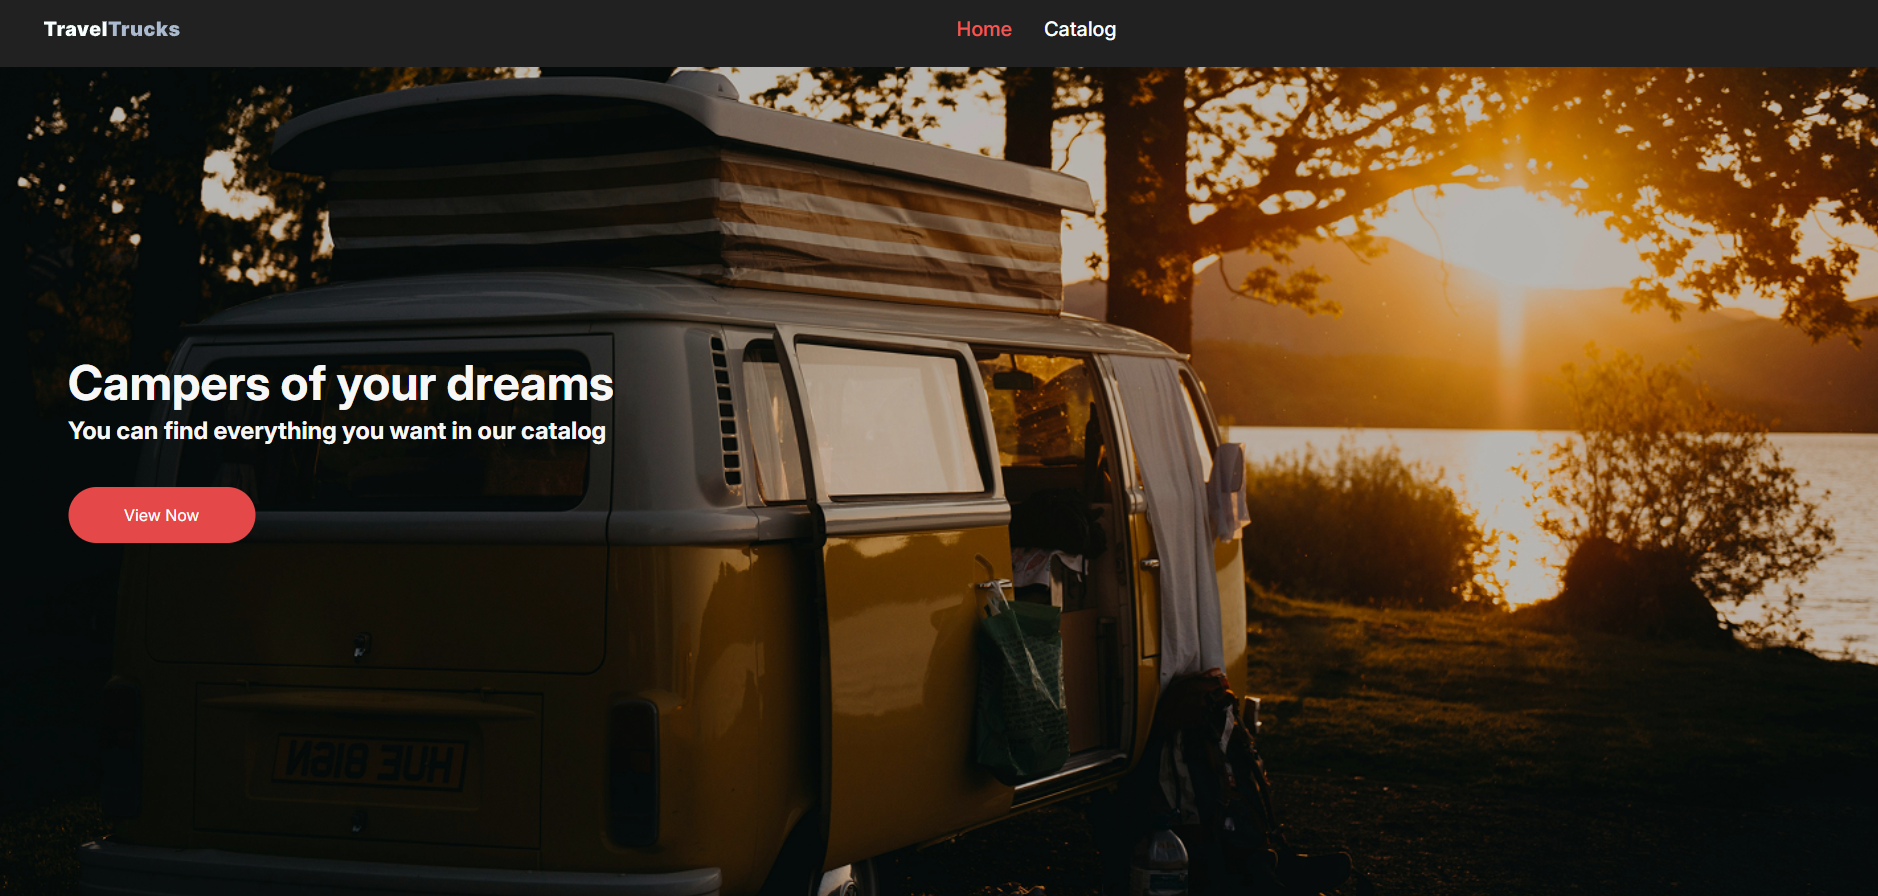 TravelTrucks
Home Catalog
Campers of your dreams
You can find everything you want in our catalog
View Now
HUE 816N